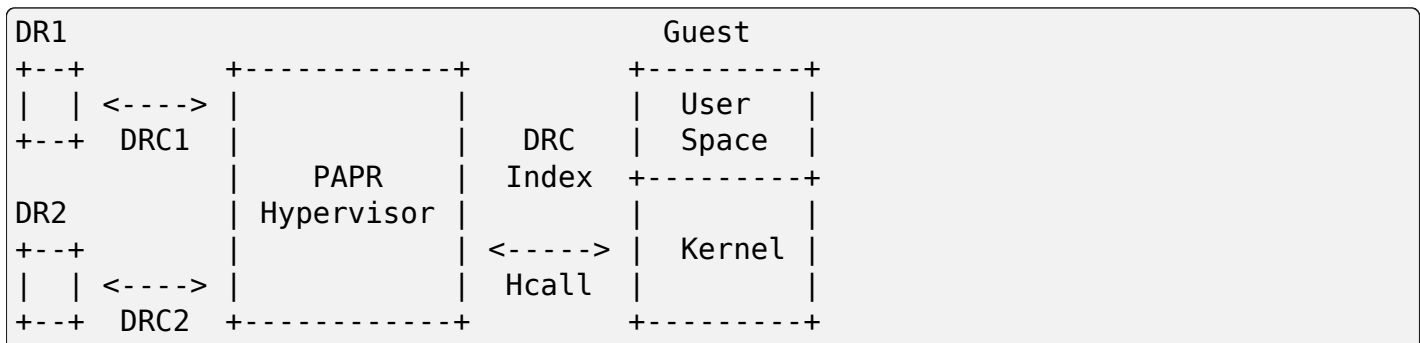 DR1                                  Guest
+--+        +------------+         +---------+
|  | <----> |            |         |  User   |
+--+  DRC1  |            |   DRC   |  Space  |
            |    PAPR    |  Index  +---------+
DR2         | Hypervisor |         |         |
+--+        |            | <-----> |  Kernel |
|  | <----> |            |  Hcall  |         |
+--+  DRC2  +------------+         +---------+